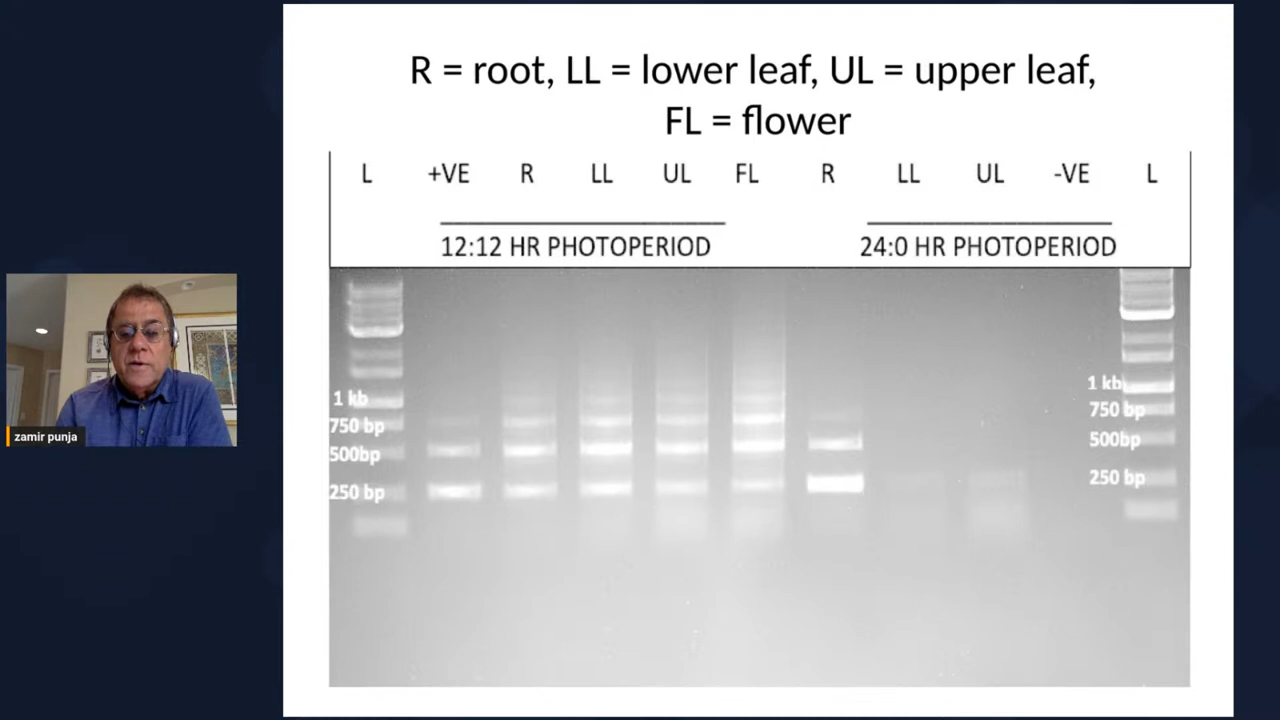 R = root, LL = lower leaf, UL = upper leaf,
FL = flower
L +VE R LL UL FL R LL UL -VE L
12:12 HR PHOTOPERIOD 24:0 HR PHOTOPERIOD
1 kb
750 bp
500bp
250 bp
1 kb
750 bp
500bp
250 bp
zamir punja